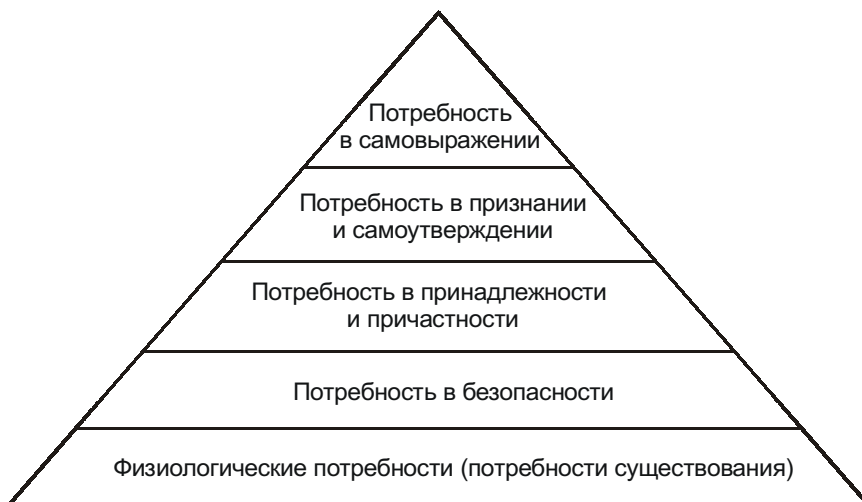 Потребность
в самовыражении
Потребность в признании
и самоутверждении
Потребность в принадлежности
и причастности
Потребность в безопасности
Физиологические потребности (потребности существования)